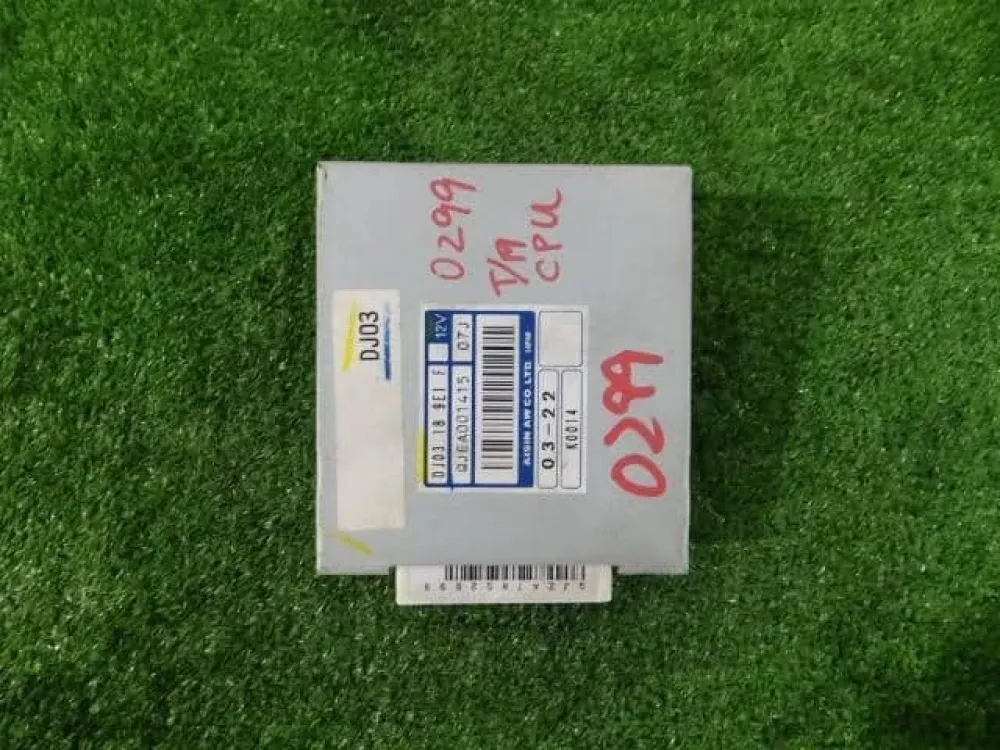 0299
T/M
CPU
DJ03
DJ03 18 9E1 F
12V
QJEA001415
07J
AISIN AW CO., LTD.
03-22
K0014
0299